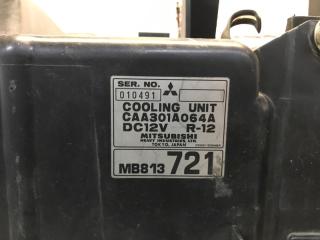 SER. NO.
010491
COOLING UNIT
CAA301A064A
DC12V R-12
MITSUBISHI
HEAVY INDUSTRIES, LTD.
TOKYO, JAPAN
MB813 721